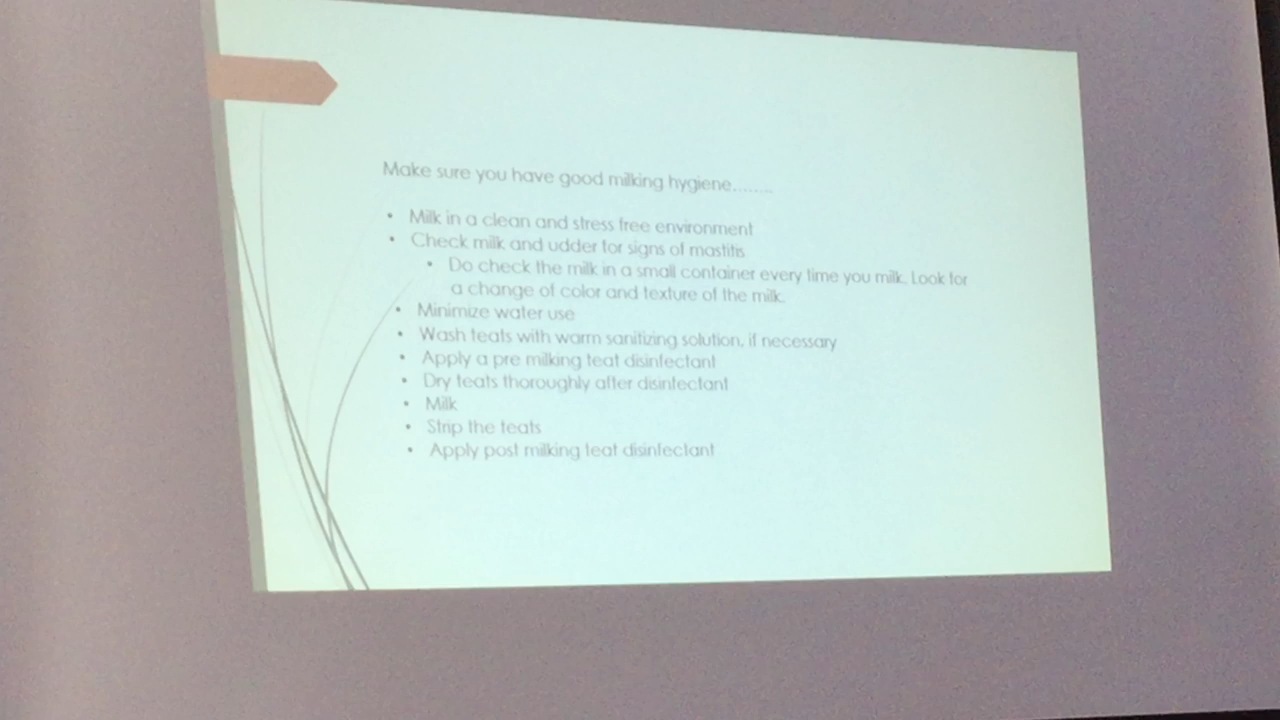 Make sure you have good milking hygiene........
• Milk in a clean and stress free environment
• Check milk and udder for signs of mastitis
• Do check the milk in a small container every time you milk. Look for
a change of color and texture of the milk.
• Minimize water use
• Wash teats with warm sanitizing solution, if necessary
• Apply a pre milking teat disinfectant
• Dry teats thoroughly after disinfectant
• Milk
• Strip the teats
• Apply post milking teat disinfectant